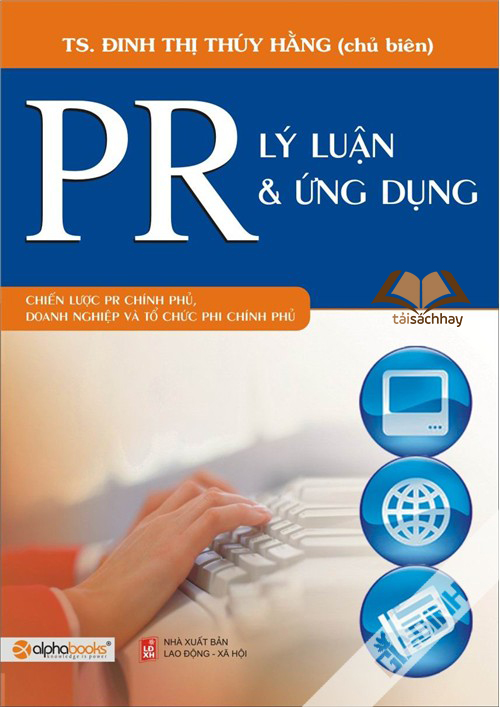 TS. ĐINH THỊ THÚY HẰNG (chủ biên)
PR
LÝ LUẬN
& ỨNG DỤNG
CHIẾN LƯỢC PR CHÍNH PHỦ,
DOANH NGHIỆP VÀ TỔ CHỨC PHI CHÍNH PHỦ
tảisáchhay
alphabooks®
knowledge is power
LĐ
XH
NHÀ XUẤT BẢN
LAO ĐỘNG - XÃ HỘI